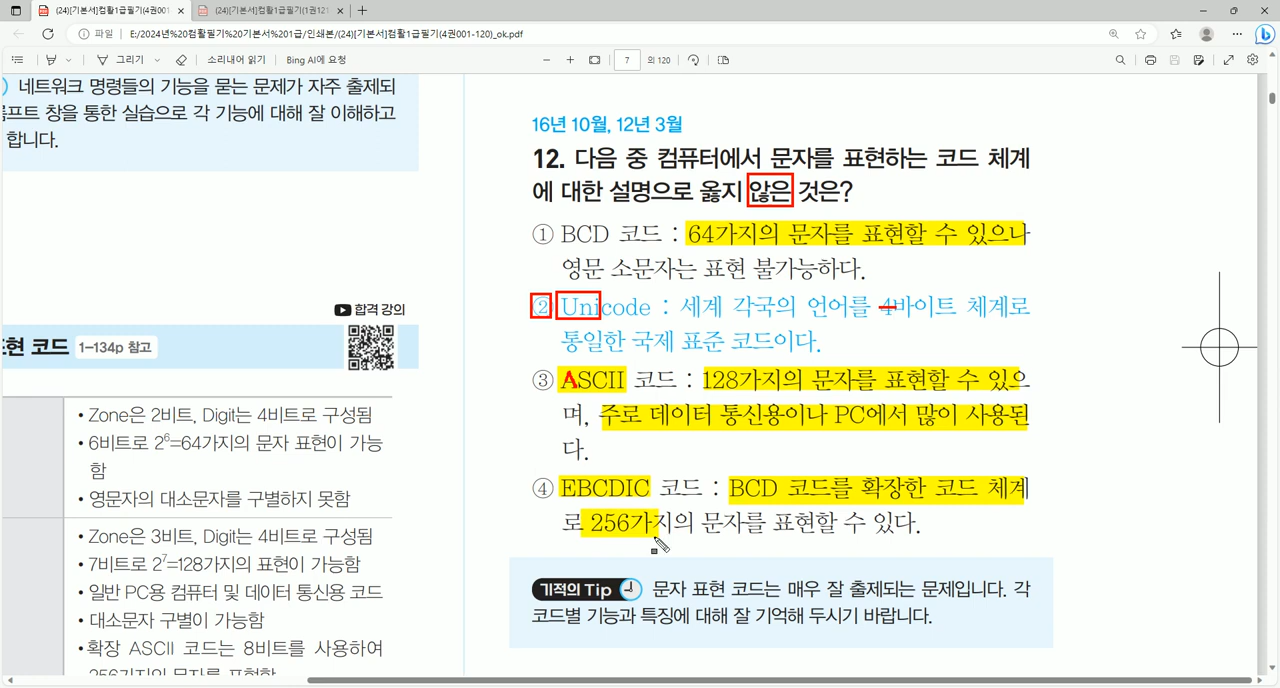 (24)[기본서]컴활1급필기(4권001
(24)[기본서]컴활1급필기(1권121
파일
E:/2024년%20컴활필기%20기본서%201급/인쇄본/(24)[기본서]컴활1급필기(4권001-120)_ok.pdf
그리기
소리내어 읽기
Bing AI에 요청
7
의 120
네트워크 명령들의 기능을 묻는 문제가 자주 출제되
프트 창을 통한 실습으로 각 기능에 대해 잘 이해하고
합니다.
합격 강의
현 코드 1-134p 참고
• Zone은 2비트, Digit는 4비트로 구성됨
• 6비트로 2⁶=64가지의 문자 표현이 가능
함
• 영문자의 대소문자를 구별하지 못함
• Zone은 3비트, Digit는 4비트로 구성됨
• 7비트로 2⁷=128가지의 표현이 가능함
• 일반 PC용 컴퓨터 및 데이터 통신용 코드
• 대소문자 구별이 가능함
• 확장 ASCII 코드는 8비트를 사용하여
256가지의 문자를 표현함
16년 10월, 12년 3월
12. 다음 중 컴퓨터에서 문자를 표현하는 코드 체계
에 대한 설명으로 옳지 않은 것은?
① BCD 코드 : 64가지의 문자를 표현할 수 있으나
영문 소문자는 표현 불가능하다.
② Unicode : 세계 각국의 언어를 4바이트 체계로
통일한 국제 표준 코드이다.
③ ASCII 코드 : 128가지의 문자를 표현할 수 있으
며, 주로 데이터 통신용이나 PC에서 많이 사용된
다.
④ EBCDIC 코드 : BCD 코드를 확장한 코드 체계
로 256가지의 문자를 표현할 수 있다.
기적의 Tip 문자 표현 코드는 매우 잘 출제되는 문제입니다. 각
코드별 기능과 특징에 대해 잘 기억해 두시기 바랍니다.